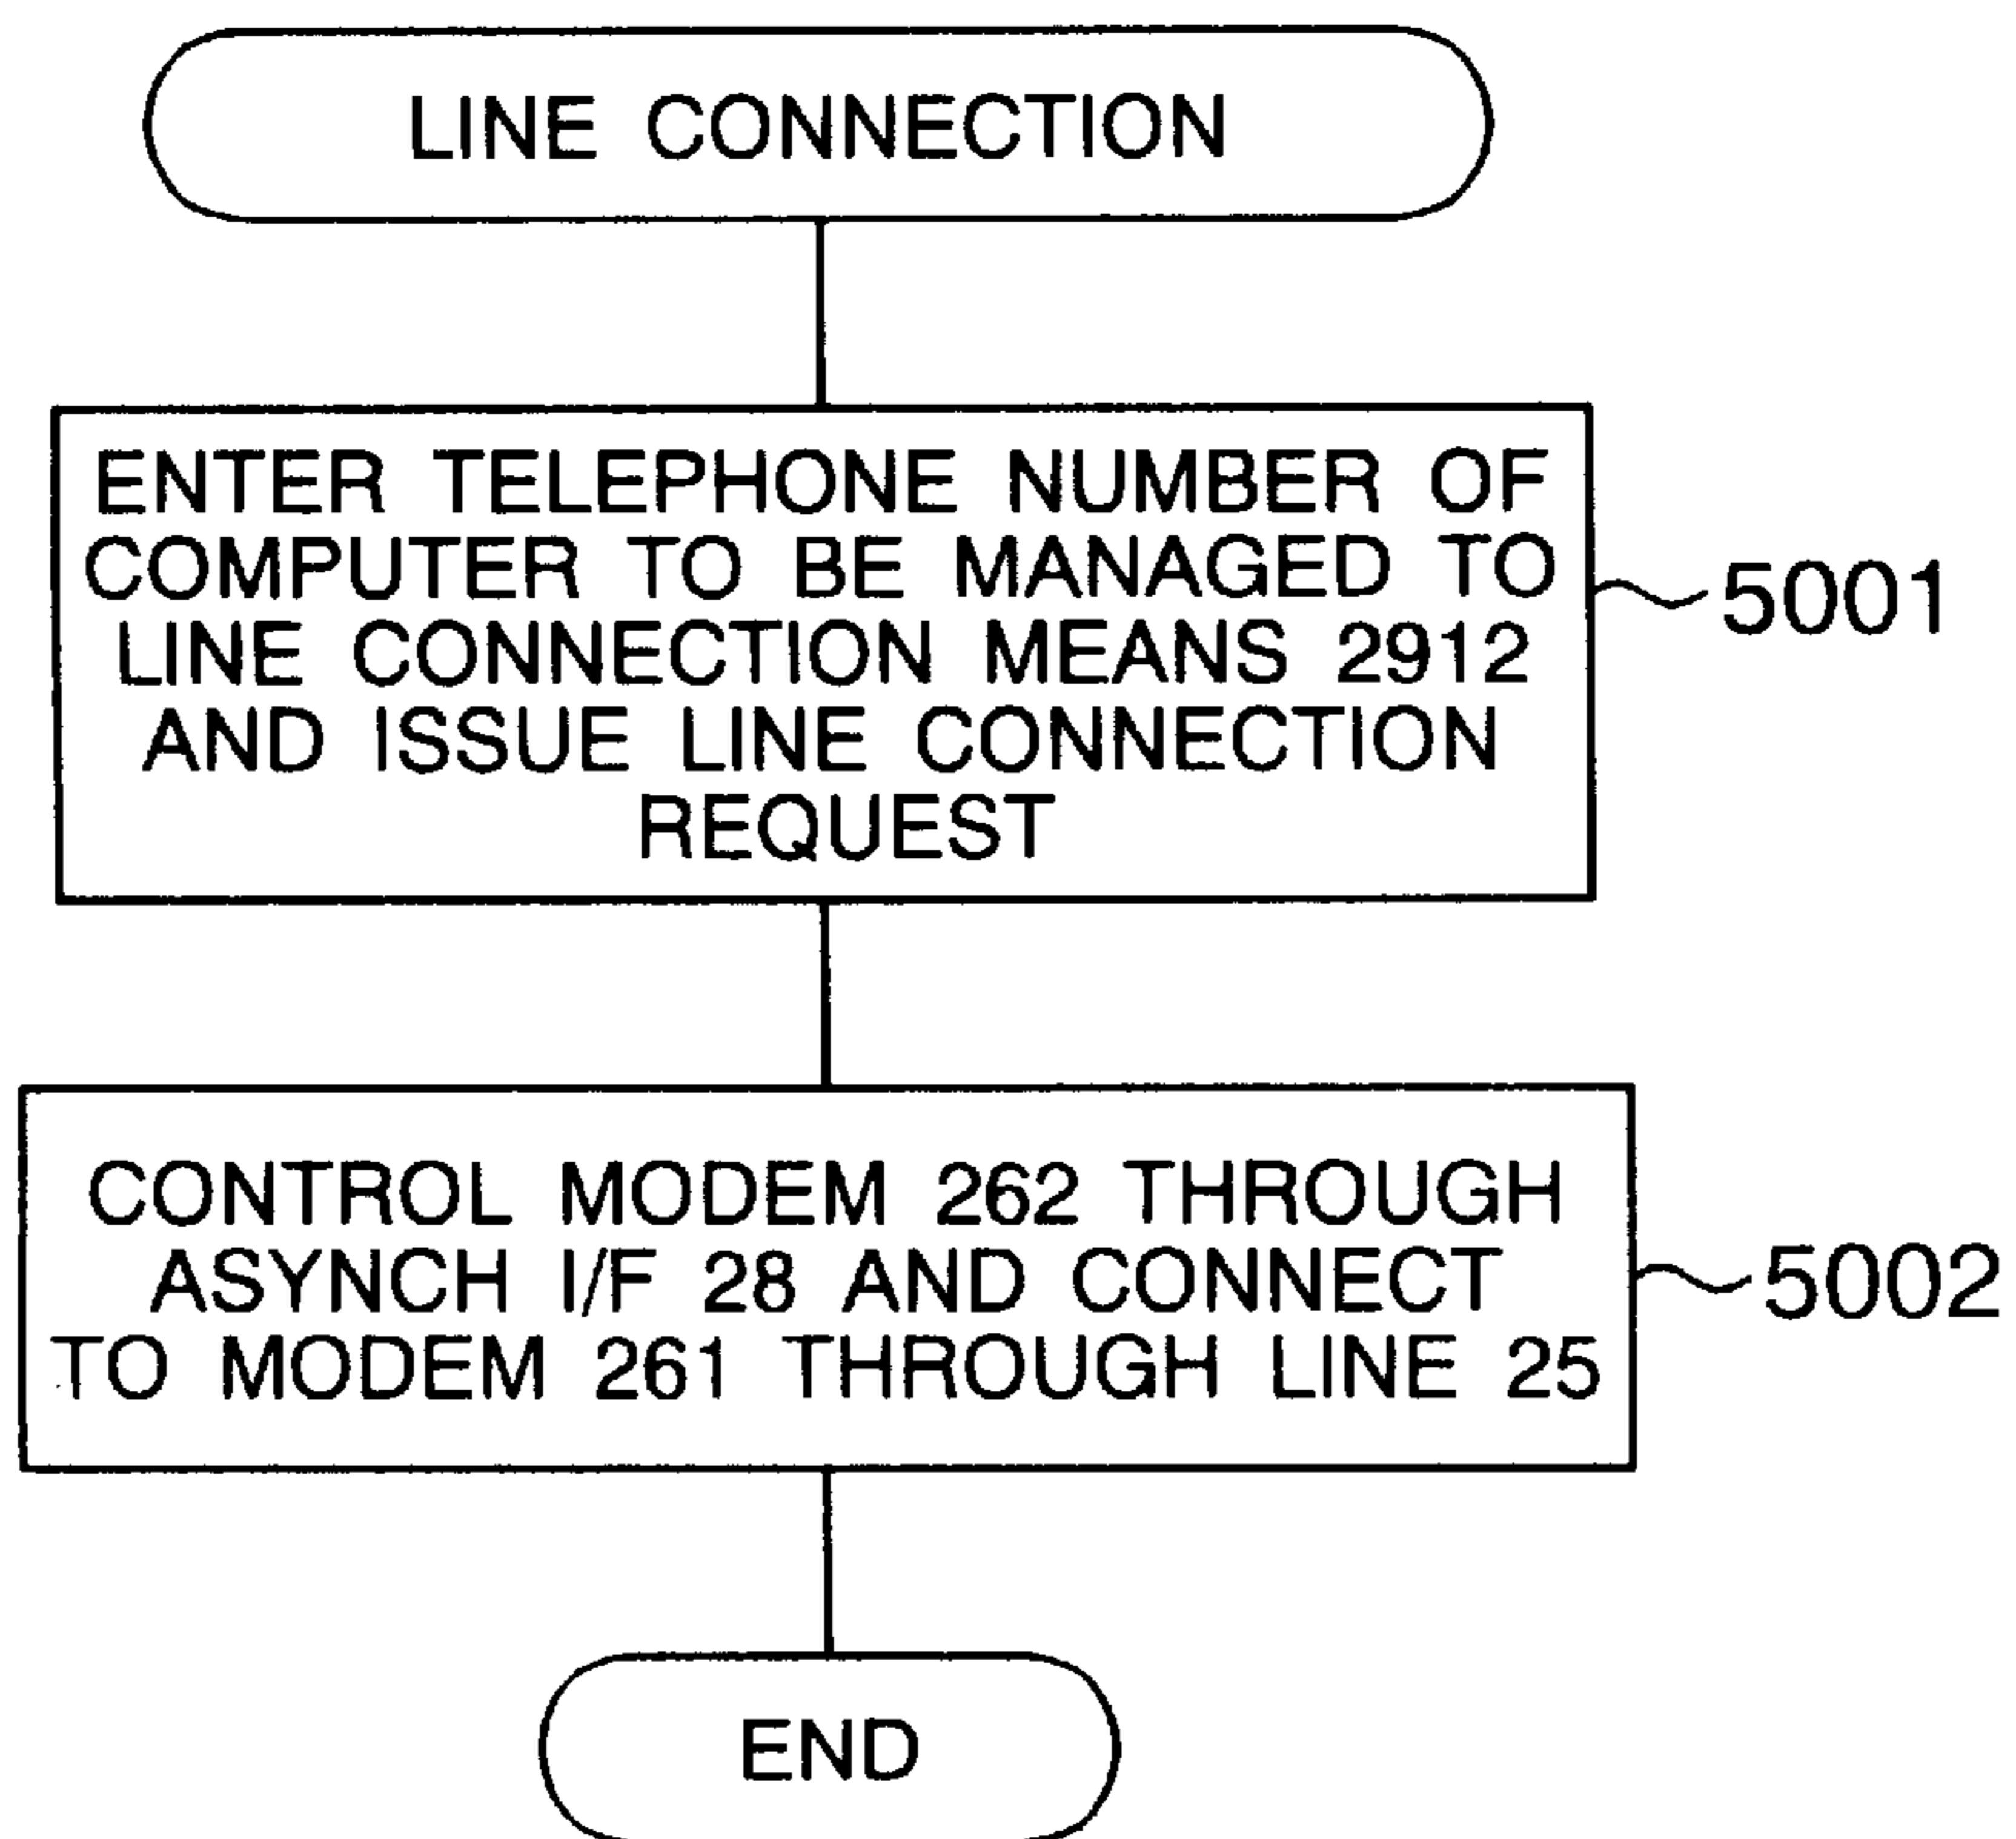 LINE CONNECTION
ENTER TELEPHONE NUMBER OF
COMPUTER TO BE MANAGED TO
LINE CONNECTION MEANS 2912
AND ISSUE LINE CONNECTION
REQUEST
5001
CONTROL MODEM 262 THROUGH
ASYNCH I/F 28 AND CONNECT
TO MODEM 261 THROUGH LINE 25
5002
END